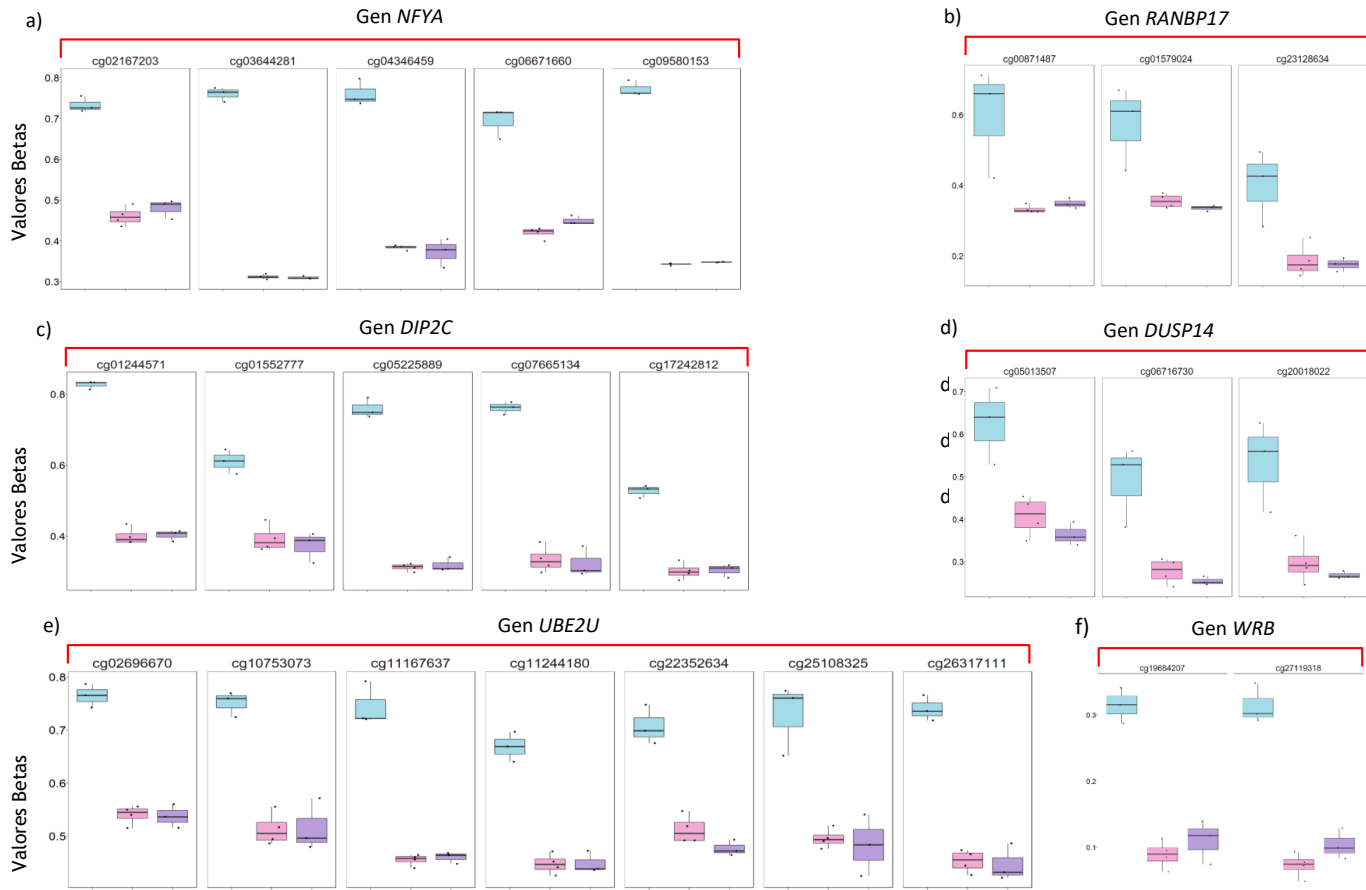 a)
Gen NFYA
cg02167203 cg03644281 cg04346459 cg06671660 cg09580153
Valores Betas
0.8
0.7
0.6
0.5
0.4
0.3
b)
Gen RANBP17
cg00871487 cg01579024 cg23128634
0.6
0.4
0.2
c)
Gen DIP2C
cg01244571 cg01552777 cg05225889 cg07665134 cg17242812
0.8
0.6
0.4
d)
Gen DUSP14
cg05013507 cg06716730 cg20018022
d
d
d
0.7
0.6
0.5
0.4
0.3
e)
Gen UBE2U
cg02696670 cg10753073 cg11167637 cg11244180 cg22352634 cg25108325 cg26317111
Valores Betas
0.8
0.7
0.6
0.5
f)
Gen WRB
cg19684207 cg27119318
0.3
0.2
0.1